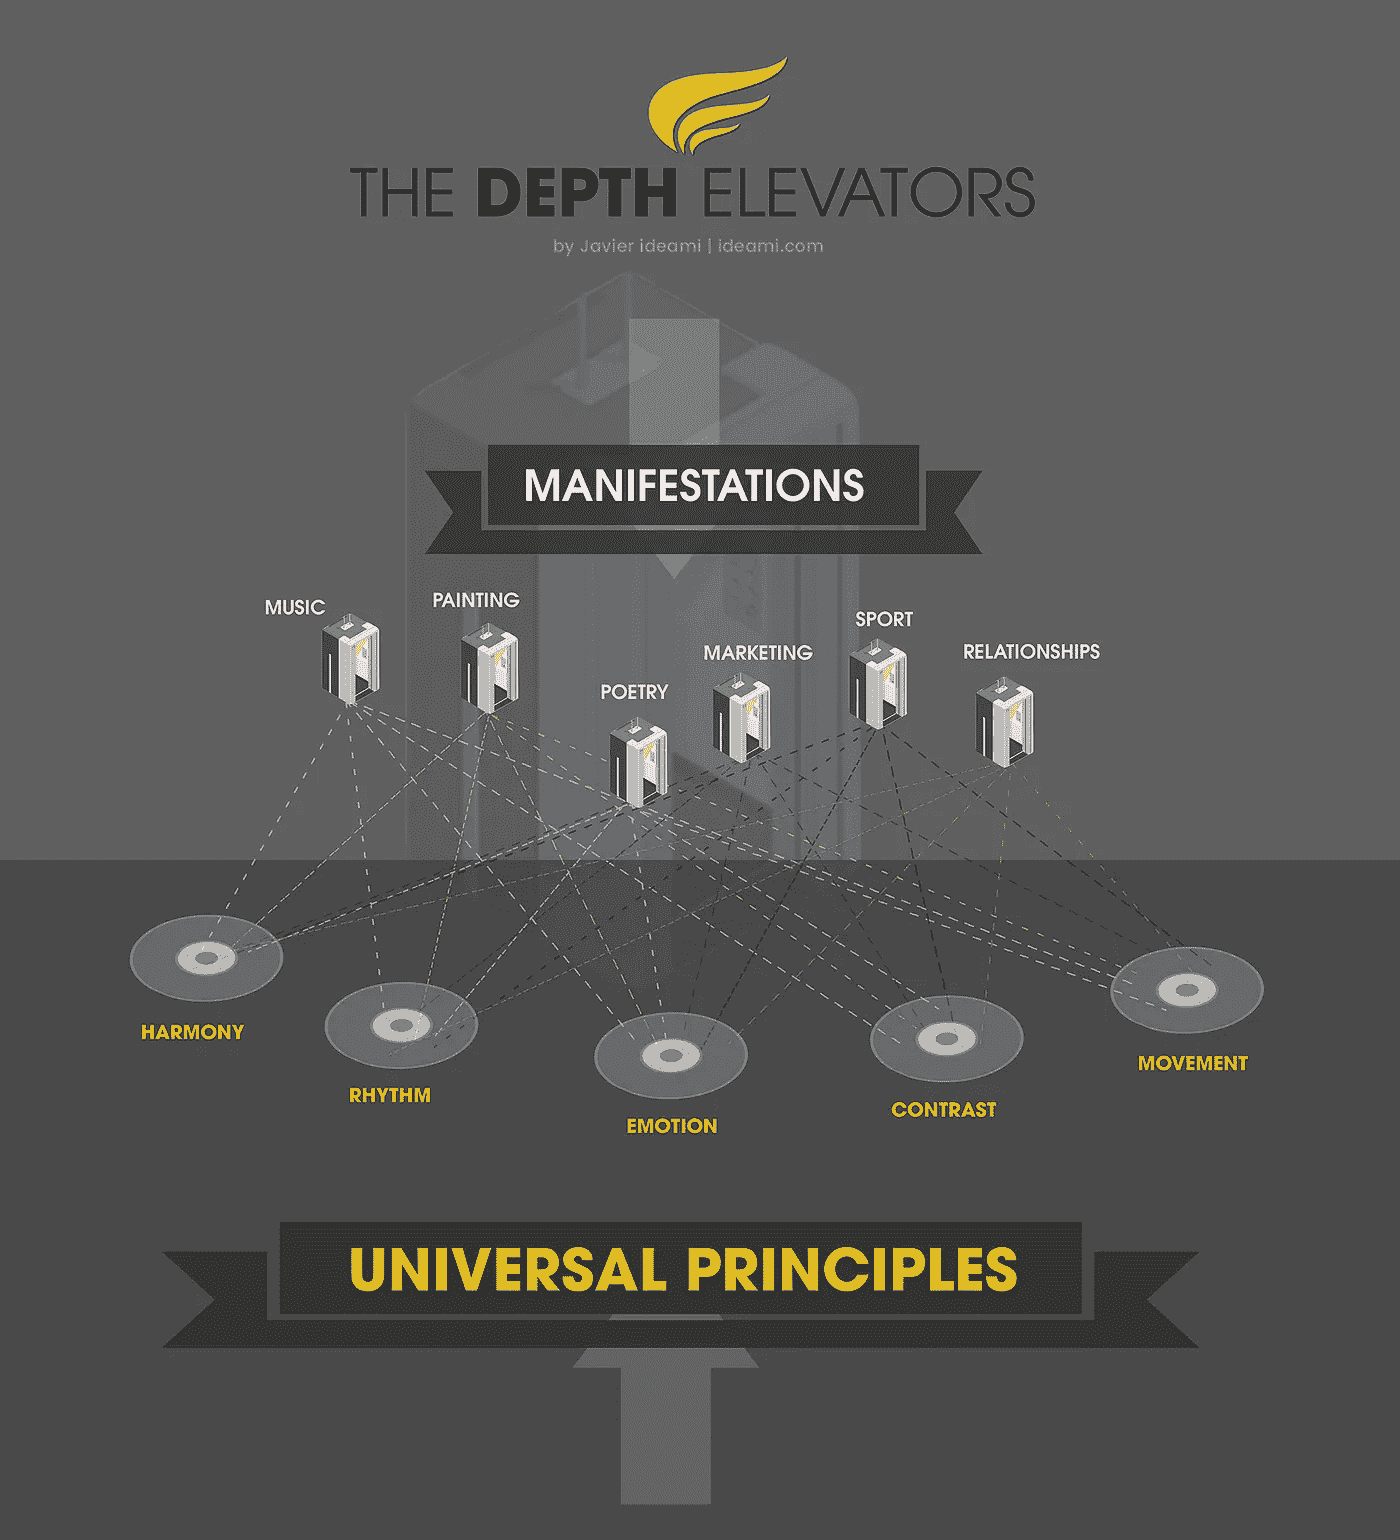 THE DEPTH ELEVATORS
by Javier ideami | ideami.com
MANIFESTATIONS
MUSIC
PAINTING
POETRY
MARKETING
SPORT
RELATIONSHIPS
HARMONY
RHYTHM
EMOTION
CONTRAST
MOVEMENT
UNIVERSAL PRINCIPLES